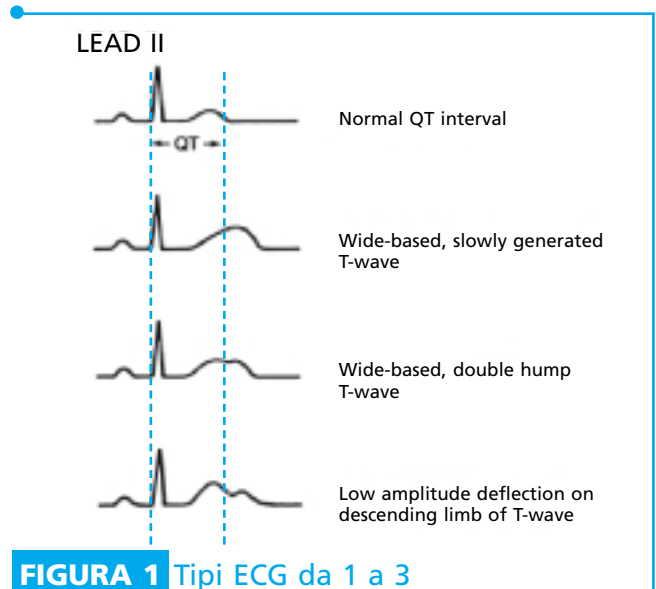 LEAD II
QT
Normal QT interval
Wide-based, slowly generated
T-wave
Wide-based, double hump
T-wave
Low amplitude deflection on
descending limb of T-wave
FIGURA 1 Tipi ECG da 1 a 3